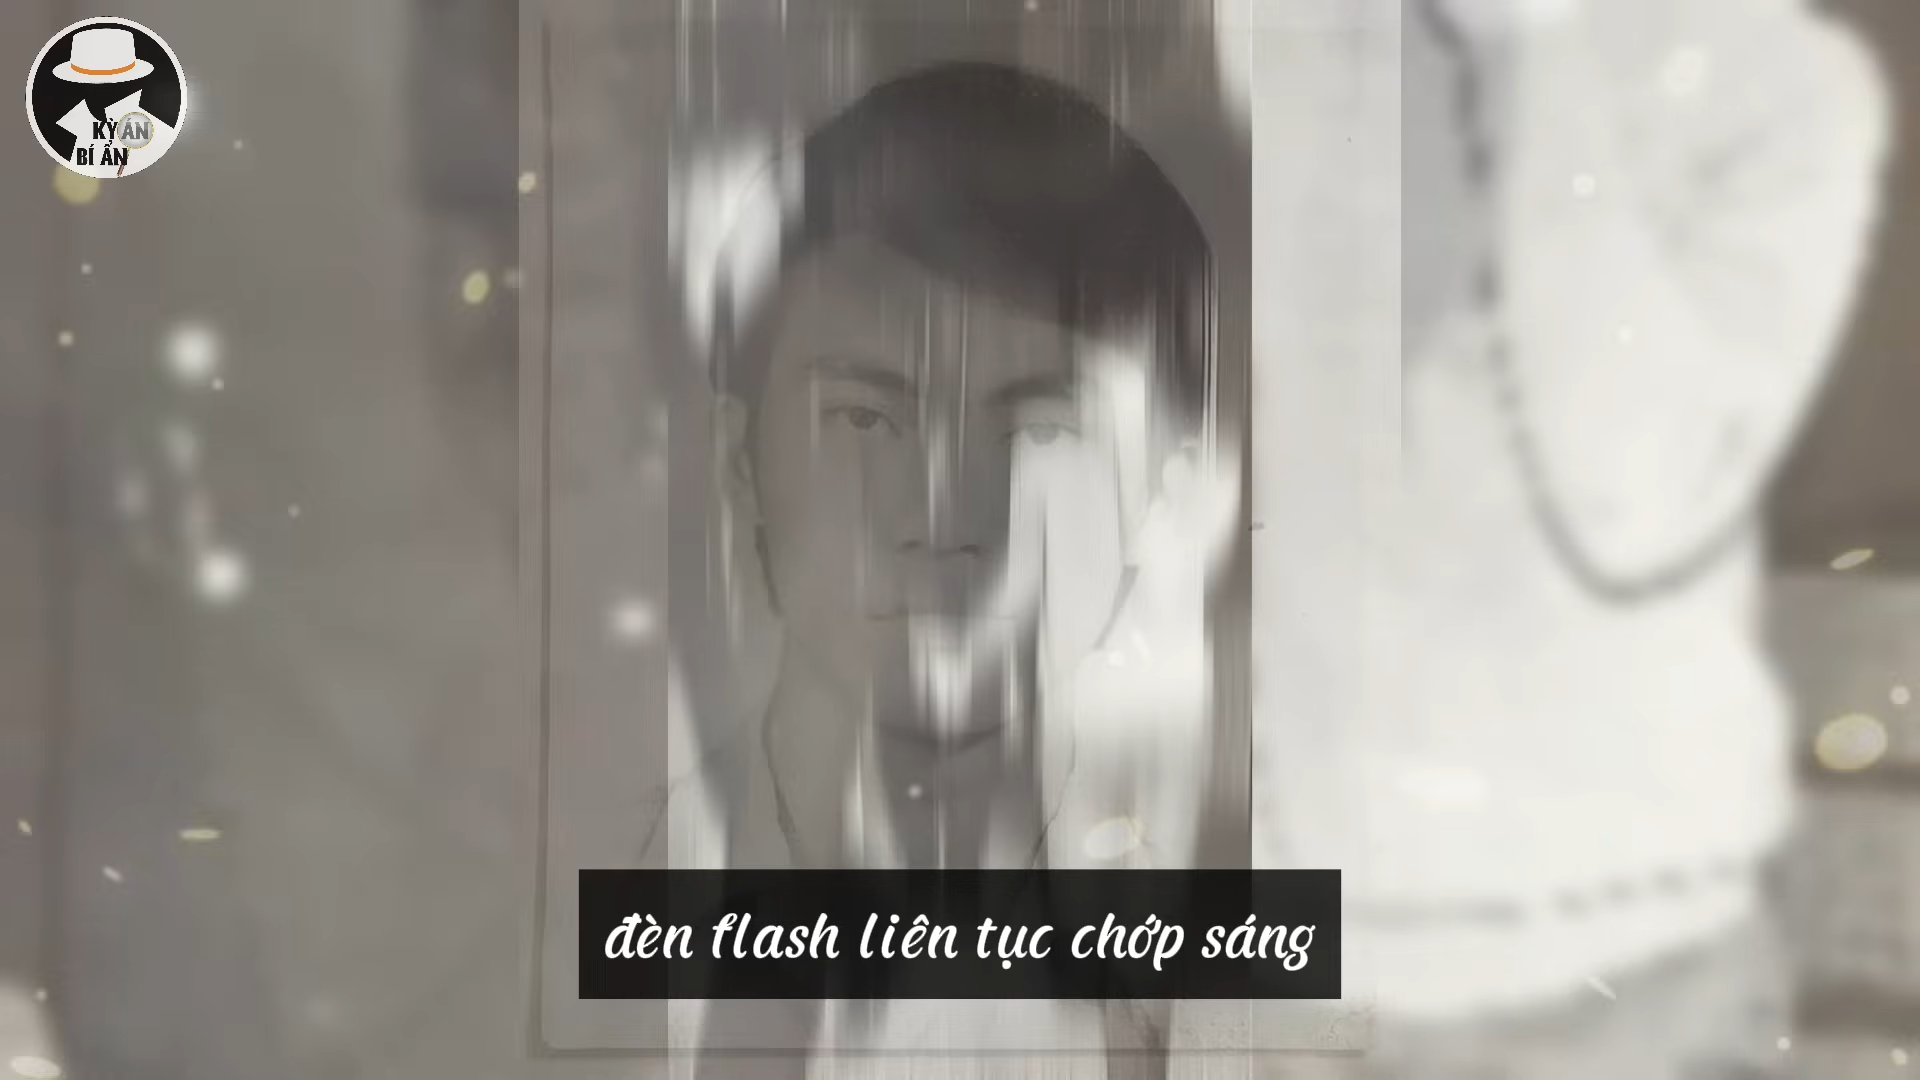 KỲ ÁN
BÍ ẨN
đèn flash liên tục chớp sáng